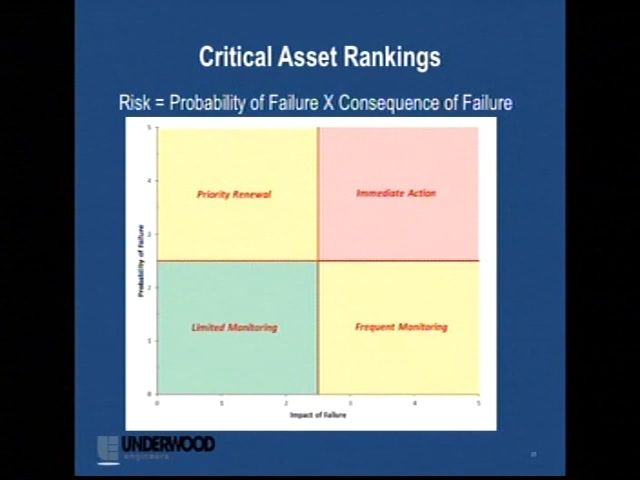 Critical Asset Rankings
Risk = Probability of Failure X Consequence of Failure
5
4
3
2
1
0
Probability of Failure
Priority Renewal
Immediate Action
Limited Monitoring
Frequent Monitoring
0 1 2 3 4 5
Impact of Failure
UNDERWOOD
engineers